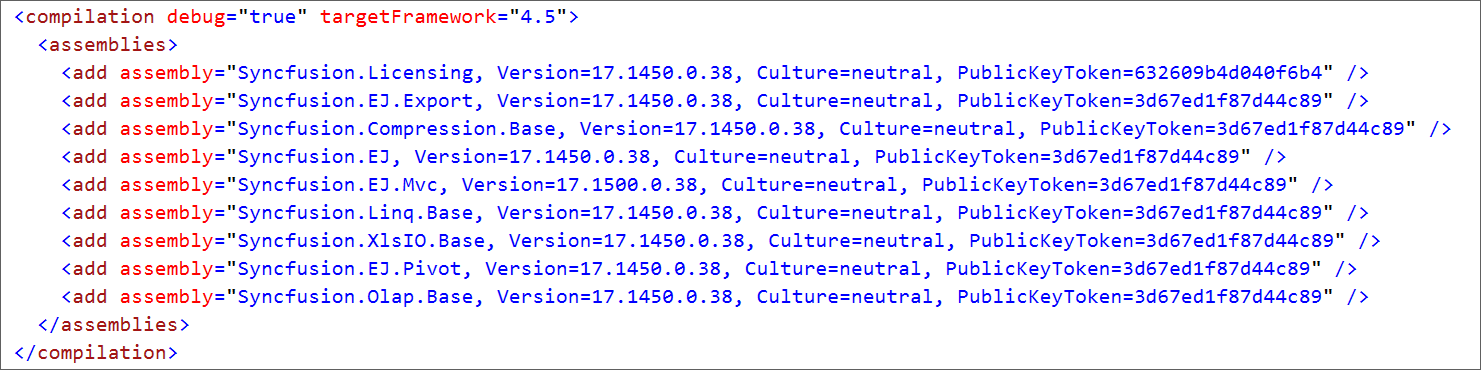 <compilation debug="true" targetFramework="4.5">
<assemblies>
<add assembly="Syncfusion.Licensing, Version=17.1450.0.38, Culture=neutral, PublicKeyToken=632609b4d040f6b4" />
<add assembly="Syncfusion.EJ.Export, Version=17.1450.0.38, Culture=neutral, PublicKeyToken=3d67ed1f87d44c89" />
<add assembly="Syncfusion.Compression.Base, Version=17.1450.0.38, Culture=neutral, PublicKeyToken=3d67ed1f87d44c89" />
<add assembly="Syncfusion.EJ, Version=17.1450.0.38, Culture=neutral, PublicKeyToken=3d67ed1f87d44c89" />
<add assembly="Syncfusion.EJ.Mvc, Version=17.1500.0.38, Culture=neutral, PublicKeyToken=3d67ed1f87d44c89" />
<add assembly="Syncfusion.Linq.Base, Version=17.1450.0.38, Culture=neutral, PublicKeyToken=3d67ed1f87d44c89" />
<add assembly="Syncfusion.XlsIO.Base, Version=17.1450.0.38, Culture=neutral, PublicKeyToken=3d67ed1f87d44c89" />
<add assembly="Syncfusion.EJ.Pivot, Version=17.1450.0.38, Culture=neutral, PublicKeyToken=3d67ed1f87d44c89" />
<add assembly="Syncfusion.Olap.Base, Version=17.1450.0.38, Culture=neutral, PublicKeyToken=3d67ed1f87d44c89" />
</assemblies>
</compilation>